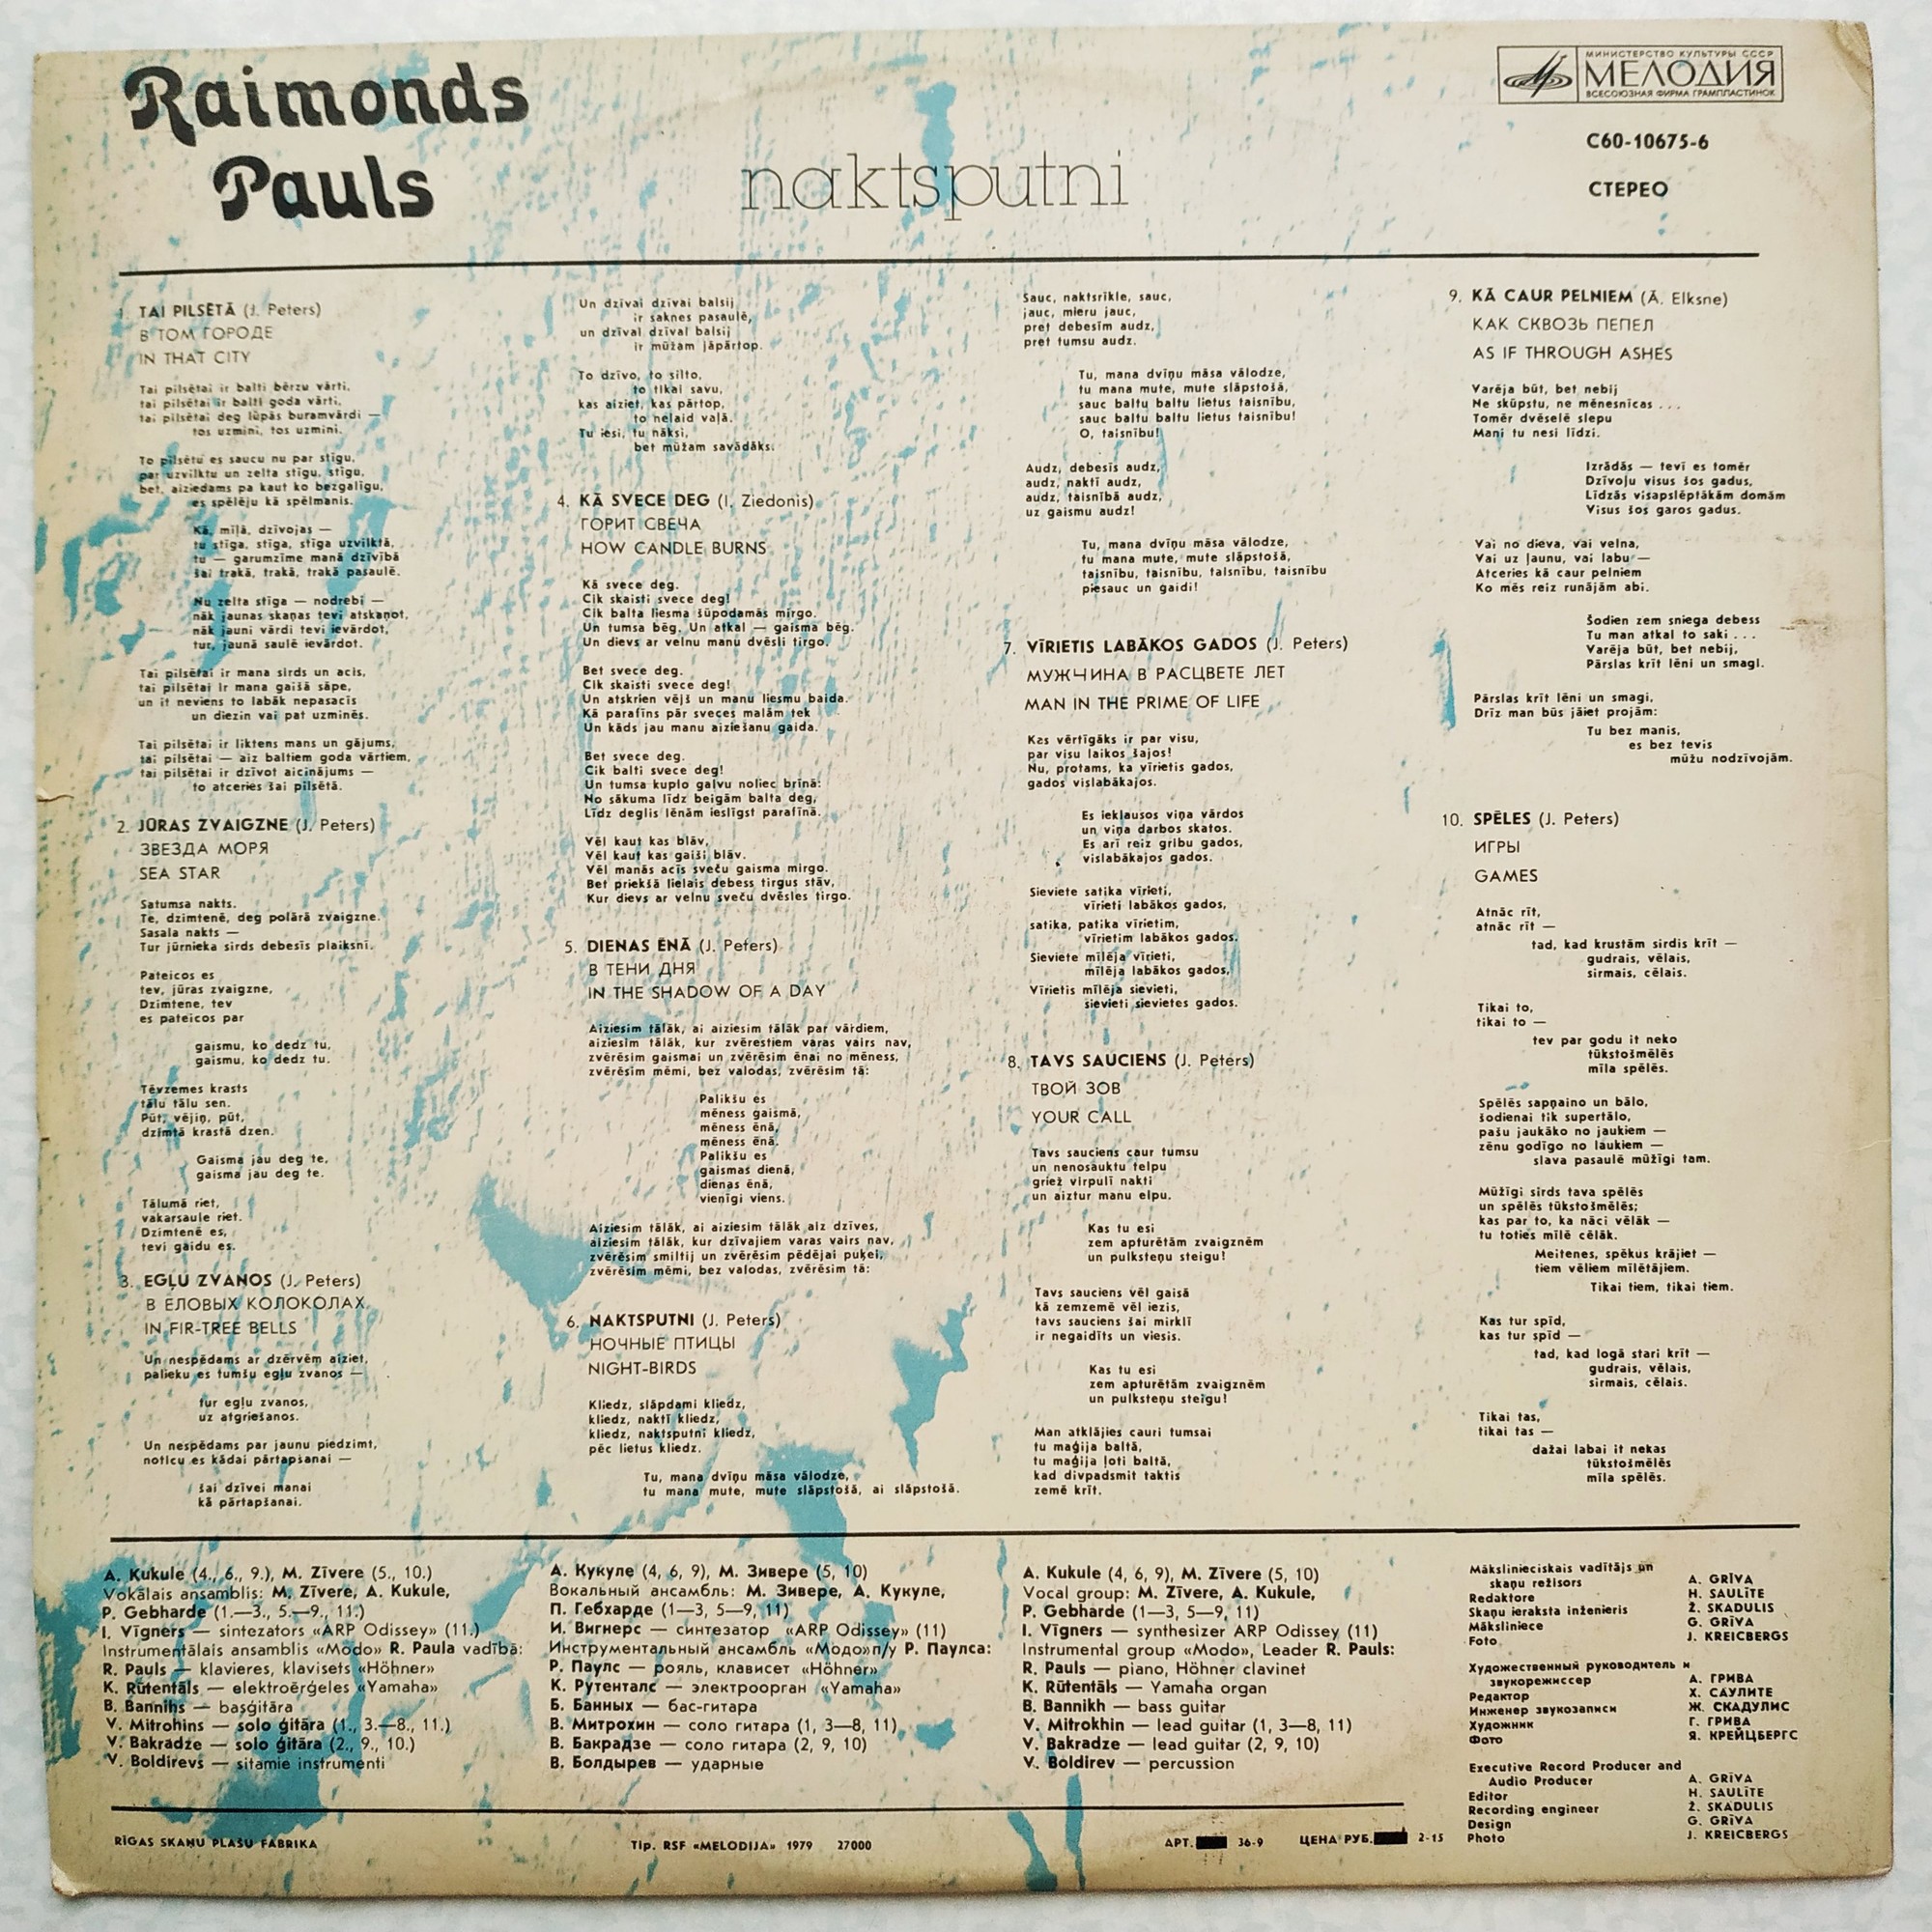 Raimonds
Pauls
naktsputni
МИНИСТЕРСТВО КУЛЬТУРЫ СССР
МЕЛОДИЯ
ВСЕСОЮЗНАЯ ФИРМА ГРАМПЛАСТИНОК
С60-10675-6
СТЕРЕО
1. TAI PILSĒTĀ (J. Peters)
В ТОМ ГОРОДЕ
IN THAT CITY
Tai pilsētai ir balti bērzu vārti,
tai pilsētai ir balti goda vārti,
tai pilsētai deg lūpās buramvārdi —
tos uzmini, tos uzmini.
To pilsētu es saucu nu par stīgu,
par uzvilktu un zelta stīgu, stīgu,
bet, aiziedams pa kaut ko bezgalīgu,
es spēlēju kā spēlmanis.
Kā, mīļā, dzīvojas —
tu stīga, stīga, stīga uzvilktā,
tu — garumzīme manā dzīvībā
šai trakā, trakā, trakā pasaulē.
Nu zelta stīga — nodrebi —
nāk jaunas skaņas tevi atskaņot,
nāk jauni vārdi tevi ievārdot,
tur, jaunā saulē ievārdot.
Tai pilsētai ir mana sirds un acis,
tai pilsētai ir mana gaišā sāpe,
un it neviens to labāk nepasacīs
un diezin vai pat uzminēs.
Tai pilsētai ir liktens mans un gājums,
tai pilsētai — aiz baltiem goda vārtiem,
tai pilsētai ir dzīvot aicinājums —
to atceries šai pilsētā.
2. JŪRAS ZVAIGZNE (J. Peters)
ЗВЕЗДА МОРЯ
SEA STAR
Satumsa nakts.
Te, dzimtenē, deg polārā zvaigzne.
Sasala nakts —
Tur jūrnieka sirds debesīs plaiksnī.
Pateicos es
tev, jūras zvaigzne,
Dzimtene, tev
es pateicos par
gaismu, ko dedz tu,
gaismu, ko dedz tu.
Tēvzemes krasts
tālu tālu sen.
Pūt, vējiņ, pūt,
dzimtā krastā dzen.
Gaisma jau deg te,
gaisma jau deg te.
Tālumā riet,
vakarsaule riet.
Dzimtenē es,
tevi gaidu es.
3. EGĻU ZVANOS (J. Peters)
В ЕЛОВЫХ КОЛОКОЛАХ
IN FIR-TREE BELLS
Un nespēdams ar dzērvēm aiziet,
palieku es tumšu egļu zvanos —
tur egļu zvanos,
uz atgriešanos.
Un nespēdams par jaunu piedzimt,
noticu es kādai pārtapšanai —
šai dzīvei manai
kā pārtapšanai.
Un dzīvai dzīvai balsij
ir saknes pasaulē,
un dzīvai dzīvai balsij
ir mūžam jāpārtop.
To dzīvo, to silto,
to tikai savu,
kas aiziet, kas pārtop,
to nelaid vaļā.
Tu iesi, tu nāksi,
bet mūžam savādāks.
4. KĀ SVECE DEG (I. Ziedonis)
ГОРИТ СВЕЧА
HOW CANDLE BURNS
Kā svece deg.
Cik skaisti svece deg!
Cik balta liesma šūpodamās mirgo.
Un tumsa bēg. Un atkal — gaisma bēg.
Un dievs ar velnu manu dvēsli tirgo.
Bet svece deg.
Cik skaisti svece deg!
Un atskrien vējš un manu liesmu baida.
Kā parafīns pār sveces malām tek
Un kāds jau manu aiziešanu gaida.
Bet svece deg.
Cik balti svece deg!
Un tumsa kuplo galvu noliec brīnā:
No sākuma līdz beigām balta deg,
Līdz deglis lēnām ieslīgst parafīnā.
Vēl kaut kas blāv,
Vēl kaut kas gaiši blāv.
Vēl manās acīs sveču gaisma mirgo.
Bet priekšā lielais debess tirgus stāv,
Kur dievs ar velnu sveču dvēsles tirgo.
5. DIENAS ĒNĀ (J. Peters)
В ТЕНИ ДНЯ
IN THE SHADOW OF A DAY
Aiziesim tālāk, ai aiziesim tālāk par vārdiem,
aiziesim tālāk, kur zvērestiem varas vairs nav,
zvērēsim gaismai un zvērēsim ēnai no mēness,
zvērēsim mēmi, bez valodas, zvērēsim tā:
Palikšu es
mēness gaismā,
mēness ēnā,
mēness ēnā.
Palikšu es
gaismas dienā,
dienas ēnā,
vienīgi viens.
Aiziesim tālāk, ai aiziesim tālāk aiz dzīves,
aiziesim tālāk, kur dzīvajiem varas vairs nav,
zvērēsim smiltij un zvērēsim pēdējai puķei,
zvērēsim mēmi, bez valodas, zvērēsim tā:
6. NAKTSPUTNI (J. Peters)
НОЧНЫЕ ПТИЦЫ
NIGHT-BIRDS
Kliedz, slāpdami kliedz,
kliedz, naktī kliedz,
kliedz, naktsputni kliedz,
pēc lietus kliedz.
Tu, mana dvīņu māsa vālodze,
tu mana mute, mute slāpstošā, ai slāpstošā.
Sauc, naktsrīkle, sauc,
jauc, mieru jauc,
pret debesīm audz,
pret tumsu audz.
Tu, mana dvīņu māsa vālodze,
tu mana mute, mute slāpstošā,
sauc baltu baltu lietus taisnību,
sauc baltu baltu lietus taisnību!
O, taisnību!
Audz, debesīs audz,
audz, naktī audz,
audz, taisnībā audz,
uz gaismu audz!
Tu, mana dvīņu māsa vālodze,
tu mana mute, mute slāpstošā,
taisnību, taisnību, taisnību, taisnību
piesauc un gaidi!
7. VĪRIETIS LABĀKOS GADOS (J. Peters)
МУЖЧИНА В РАСЦВЕТЕ ЛЕТ
MAN IN THE PRIME OF LIFE
Kas vērtīgāks ir par visu,
par visu laikos šajos!
Nu, protams, ka vīrietis gados,
gados vislabākajos.
Es ieklausos viņa vārdos
un viņa darbos skatos.
Es arī reiz gribu gados,
vislabākajos gados.
Sieviete satika vīrieti,
vīrieti labākos gados,
satika, patika vīrietim,
vīrietim labākos gados.
Sieviete mīlēja vīrieti,
mīlēja labākos gados,
Vīrietis mīlēja sievieti,
sievieti sievietes gados.
8. TAVS SAUCIENS (J. Peters)
ТВОЙ ЗОВ
YOUR CALL
Tavs sauciens caur tumsu
un nenosauktu telpu
griež virpulī naktī
un aiztur manu elpu.
Kas tu esi
zem apturētām zvaigznēm
un pulksteņu steigu!
Tavs sauciens vēl gaisā
kā zemzemē vēl iezis,
tavs sauciens šai mirklī
ir negaidīts un viesis.
Kas tu esi
zem apturētām zvaigznēm
un pulksteņu steigu!
Man atklājies cauri tumsai
tu maģija baltā,
tu maģija ļoti baltā,
kad divpadsmit taktis
zemē krīt.
9. KĀ CAUR PELNIEM (Ā. Elksne)
КАК СКВОЗЬ ПЕПЕЛ
AS IF THROUGH ASHES
Varēja būt, bet nebij
Ne skūpstu, ne mēnesnīcas ...
Tomēr dvēselē slepu
Mani tu nesi līdzi.
Izrādās — tevī es tomēr
Dzīvoju visus šos gadus,
Līdzās visapslēptākām domām
Visus šos garos gadus.
Vai no dieva, vai velna,
Vai uz ļaunu, vai labu —
Atceries kā caur pelniem
Ko mēs reiz runājām abi.
Šodien zem sniega debess
Tu man atkal to saki ...
Varēja būt, bet nebij,
Pārslas krīt lēni un smagi.
Pārslas krīt lēni un smagi,
Drīz man būs jāiet projām:
Tu bez manis,
es bez tevis
mūžu nodzīvojām.
10. SPĒLES (J. Peters)
ИГРЫ
GAMES
Atnāc rīt,
atnāc rīt —
tad, kad krustām sirdis krīt —
gudrais, vēlais,
sirmais, cēlais.
Tikai to,
tikai to —
tev par godu it neko
tūkstošmēlēs
mīla spēlēs.
Spēlēs sapņaino un bālo,
šodienai tik supertālo,
pašu jaukāko no jaukiem —
zēnu godīgo no laukiem —
slava pasaulē mūžīgi tam.
Mūžīgi sirds tava spēlēs
un spēlēs tūkstošmēlēs;
kas par to, ka nāci vēlāk —
tu toties mīlē cēlāk.
Meitenes, spēkus krājiet —
tiem vēliem mīlētājiem.
Tikai tiem, tikai tiem.
Kas tur spīd,
kas tur spīd —
tad, kad logā stari krīt —
gudrais, vēlais,
sirmais, cēlais.
Tikai tas,
tikai tas —
dažai labai it nekas
tūkstošmēlēs
mīla spēlēs.
A. Kukule (4., 6., 9.), M. Zīvere (5., 10.)
Vokālais ansamblis: M. Zīvere, A. Kukule,
P. Gebharde (1.—3., 5.—9., 11.)
I. Vīgners — sintezators «ARP Odissey» (11.)
Instrumentālais ansamblis «Modo» R. Paula vadībā:
R. Pauls — klavieres, klavisets «Höhner»
K. Rūtentāls — elektroērģeles «Yamaha»
B. Bannihs — basģitāra
V. Mitrohins — solo ģitāra (1., 3.—8., 11.)
V. Bakradze — solo ģitāra (2., 9., 10.)
V. Boldirevs — sitamie instrumenti
А. Кукуле (4, 6, 9), М. Зивере (5, 10)
Вокальный ансамбль: М. Зивере, А. Кукуле,
П. Гебхарде (1—3, 5—9, 11)
И. Вигнерс — синтезатор «ARP Odissey» (11)
Инструментальный ансамбль «Модо» п/у Р. Паулса:
Р. Паулс — рояль, клависет «Höhner»
К. Рутенталс — электроорган «Yamaha»
Б. Банных — бас-гитара
В. Митрохин — соло гитара (1, 3—8, 11)
В. Бакрадзе — соло гитара (2, 9, 10)
В. Болдырев — ударные
A. Kukule (4, 6, 9), M. Zīvere (5, 10)
Vocal group: M. Zīvere, A. Kukule,
P. Gebharde (1—3, 5—9, 11)
I. Vīgners — synthesizer ARP Odissey (11)
Instrumental group «Modo», Leader R. Pauls:
R. Pauls — piano, Höhner clavinet
K. Rūtentāls — Yamaha organ
B. Bannikh — bass guitar
V. Mitrokhin — lead guitar (1, 3—8, 11)
V. Bakradze — lead guitar (2, 9, 10)
V. Boldirev — percussion
Mākslinieciskais vadītājs un
skaņu režisors A. GRĪVA
Redaktore H. SAULĪTE
Skaņu ieraksta inženieris Ž. SKADULIS
Māksliniece G. GRĪVA
Foto J. KREICBERGS
Художественный руководитель и
звукорежиссер А. ГРИВА
Редактор Х. САУЛИТЕ
Инженер звукозаписи Ж. СКАДУЛИС
Художник Г. ГРИВА
Фото Я. КРЕЙЦБЕРГС
Executive Record Producer and
Audio Producer A. GRĪVA
Editor H. SAULĪTE
Recording engineer Ž. SKADULIS
Design G. GRĪVA
Photo J. KREICBERGS
RĪGAS SKAŅU PLAŠU FABRIKA
Tip. RSF «MELODIJA» 1979 27000
АРТ. 36-9 ЦЕНА РУБ. 2-15